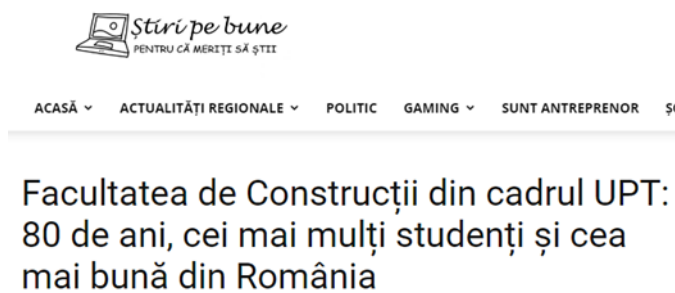 Știri pe bune
PENTRU CĂ MERIȚI SĂ ȘTII
ACASĂ ACTUALITĂȚI REGIONALE POLITIC GAMING SUNT ANTREPRENOR
Facultatea de Construcții din cadrul UPT:
80 de ani, cei mai mulți studenți și cea
mai bună din România